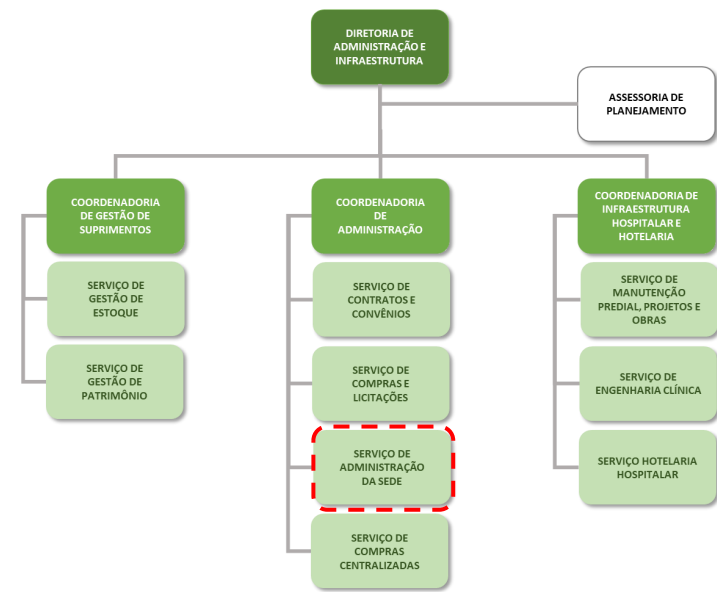 DIRETORIA DE
ADMINISTRAÇÃO E
INFRAESTRUTURA
ASSESSORIA DE
PLANEJAMENTO
COORDENADORIA
DE GESTÃO DE
SUPRIMENTOS
SERVIÇO DE
GESTÃO DE
ESTOQUE
SERVIÇO DE
GESTÃO DE
PATRIMÔNIO
COORDENADORIA
DE
ADMINISTRAÇÃO
SERVIÇO DE
CONTRATOS E
CONVÊNIOS
SERVIÇO DE
COMPRAS E
LICITAÇÕES
SERVIÇO DE
ADMINISTRAÇÃO
DA SEDE
SERVIÇO DE
COMPRAS
CENTRALIZADAS
COORDENADORIA DE
INFRAESTRUTURA
HOSPITALAR E
HOTELARIA
SERVIÇO DE
MANUTENÇÃO
PREDIAL, PROJETOS E
OBRAS
SERVIÇO DE
ENGENHARIA CLÍNICA
SERVIÇO HOTELARIA
HOSPITALAR